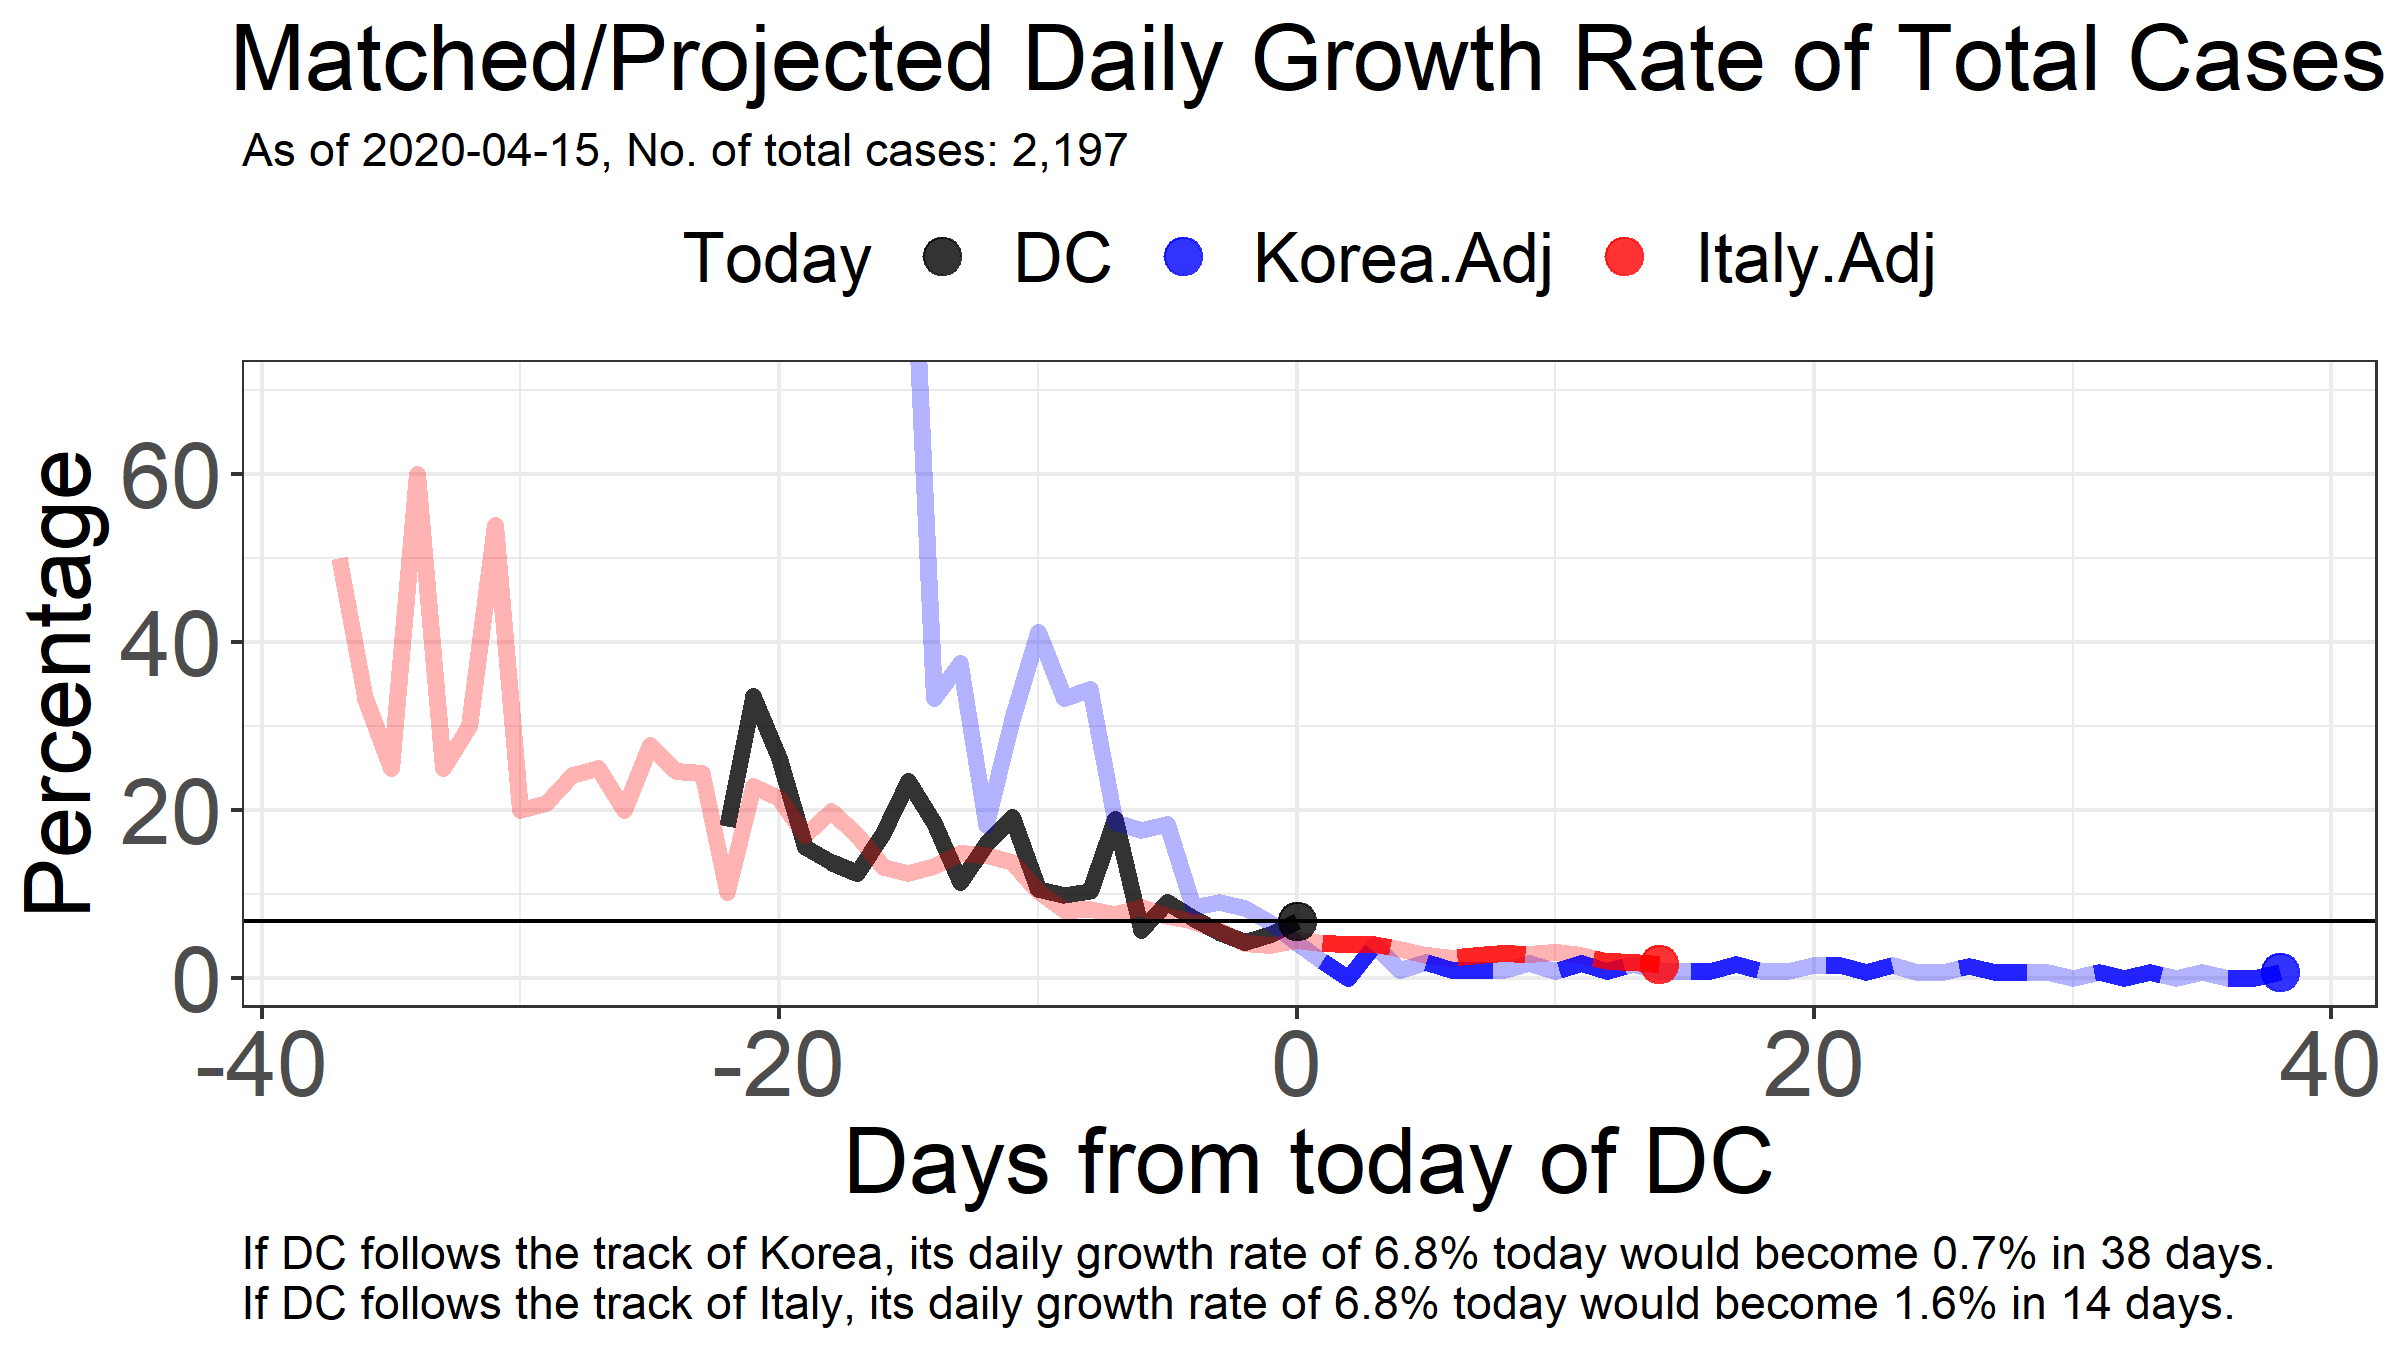 Matched/Projected Daily Growth Rate of Total Cases
As of 2020-04-15, No. of total cases: 2,197
Today DC Korea.Adj Italy.Adj
Percentage
60
40
20
0
-40 -20 0 20 40
Days from today of DC
If DC follows the track of Korea, its daily growth rate of 6.8% today would become 0.7% in 38 days.
If DC follows the track of Italy, its daily growth rate of 6.8% today would become 1.6% in 14 days.